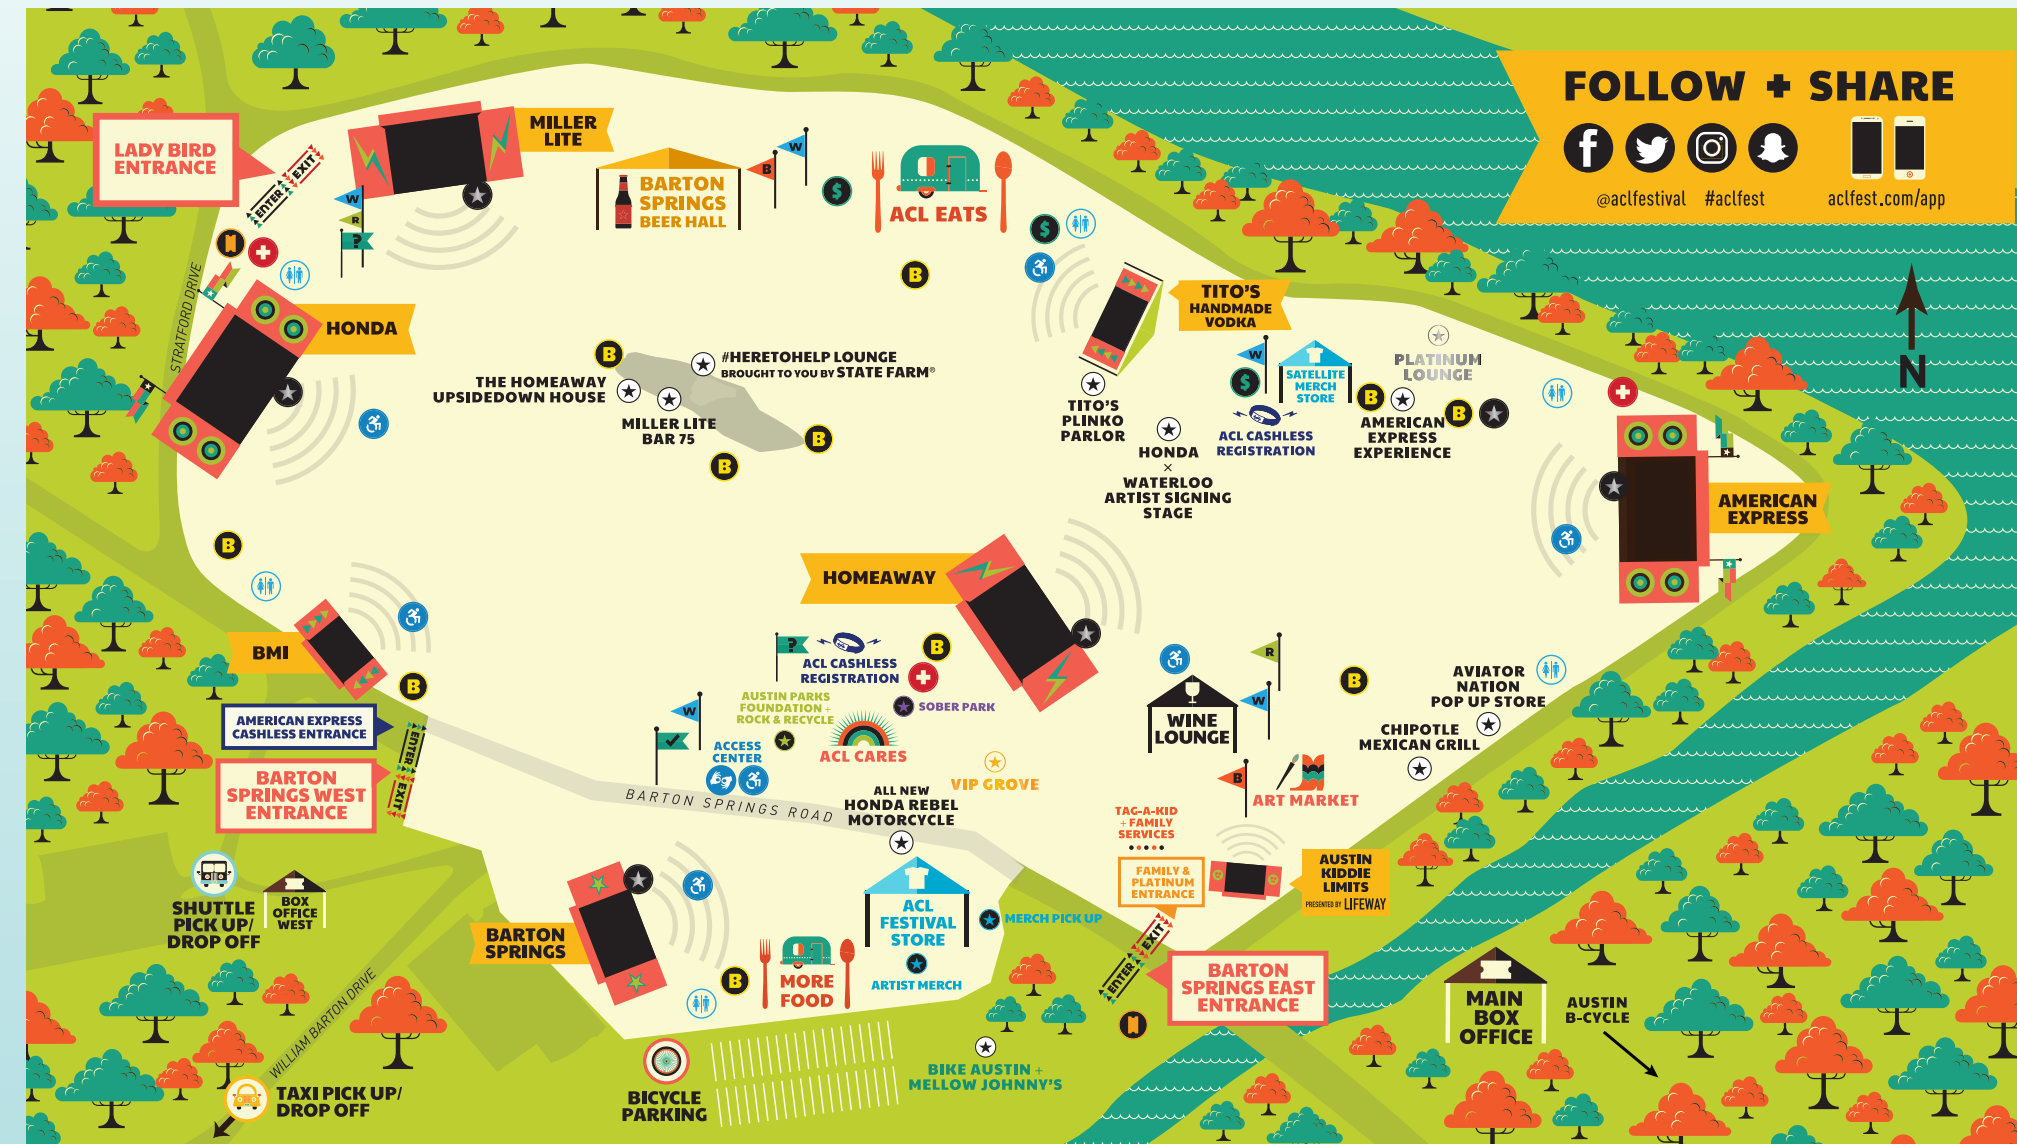 FOLLOW + SHARE
@aclfestival #aclfest
aclfest.com/app
N
LADY BIRD
ENTRANCE
ENTER EXIT
MILLER
LITE
BARTON
SPRINGS
BEER HALL
B
W
$
ACL EATS
$
W
R
?
STRATFORD DRIVE
HONDA
B
TITO'S
HANDMADE
VODKA
B
#HERETOHELP LOUNGE
BROUGHT TO YOU BY STATE FARM®
THE HOMEAWAY
UPSIDEDOWN HOUSE
MILLER LITE
BAR 75
B
B
TITO'S
PLINKO
PARLOR
HONDA
×
WATERLOO
ARTIST SIGNING
STAGE
W
$
SATELLITE
MERCH
STORE
ACL CASHLESS
REGISTRATION
PLATINUM
LOUNGE
B
AMERICAN
EXPRESS
EXPERIENCE
B
AMERICAN
EXPRESS
B
HOMEAWAY
BMI
B
?
ACL CASHLESS
REGISTRATION
B
AUSTIN PARKS
FOUNDATION +
ROCK & RECYCLE
SOBER PARK
ACL CARES
W
ACCESS
CENTER
VIP GROVE
R
W
WINE
LOUNGE
B
AVIATOR
NATION
POP UP STORE
CHIPOTLE
MEXICAN GRILL
B
ART MARKET
AMERICAN EXPRESS
CASHLESS ENTRANCE
BARTON
SPRINGS WEST
ENTRANCE
ENTER EXIT
BARTON SPRINGS ROAD
ALL NEW
HONDA REBEL
MOTORCYCLE
TAG-A-KID
+ FAMILY
SERVICES
FAMILY &
PLATINUM
ENTRANCE
AUSTIN
KIDDIE
LIMITS
PRESENTED BY LIFEWAY
SHUTTLE
PICK UP/
DROP OFF
BOX
OFFICE
WEST
BARTON
SPRINGS
ACL
FESTIVAL
STORE
MERCH PICK UP
ARTIST MERCH
B
MORE
FOOD
ENTER EXIT
BARTON
SPRINGS EAST
ENTRANCE
MAIN
BOX
OFFICE
AUSTIN
B-CYCLE
WILLIAM BARTON DRIVE
TAXI PICK UP/
DROP OFF
BICYCLE
PARKING
BIKE AUSTIN +
MELLOW JOHNNY'S